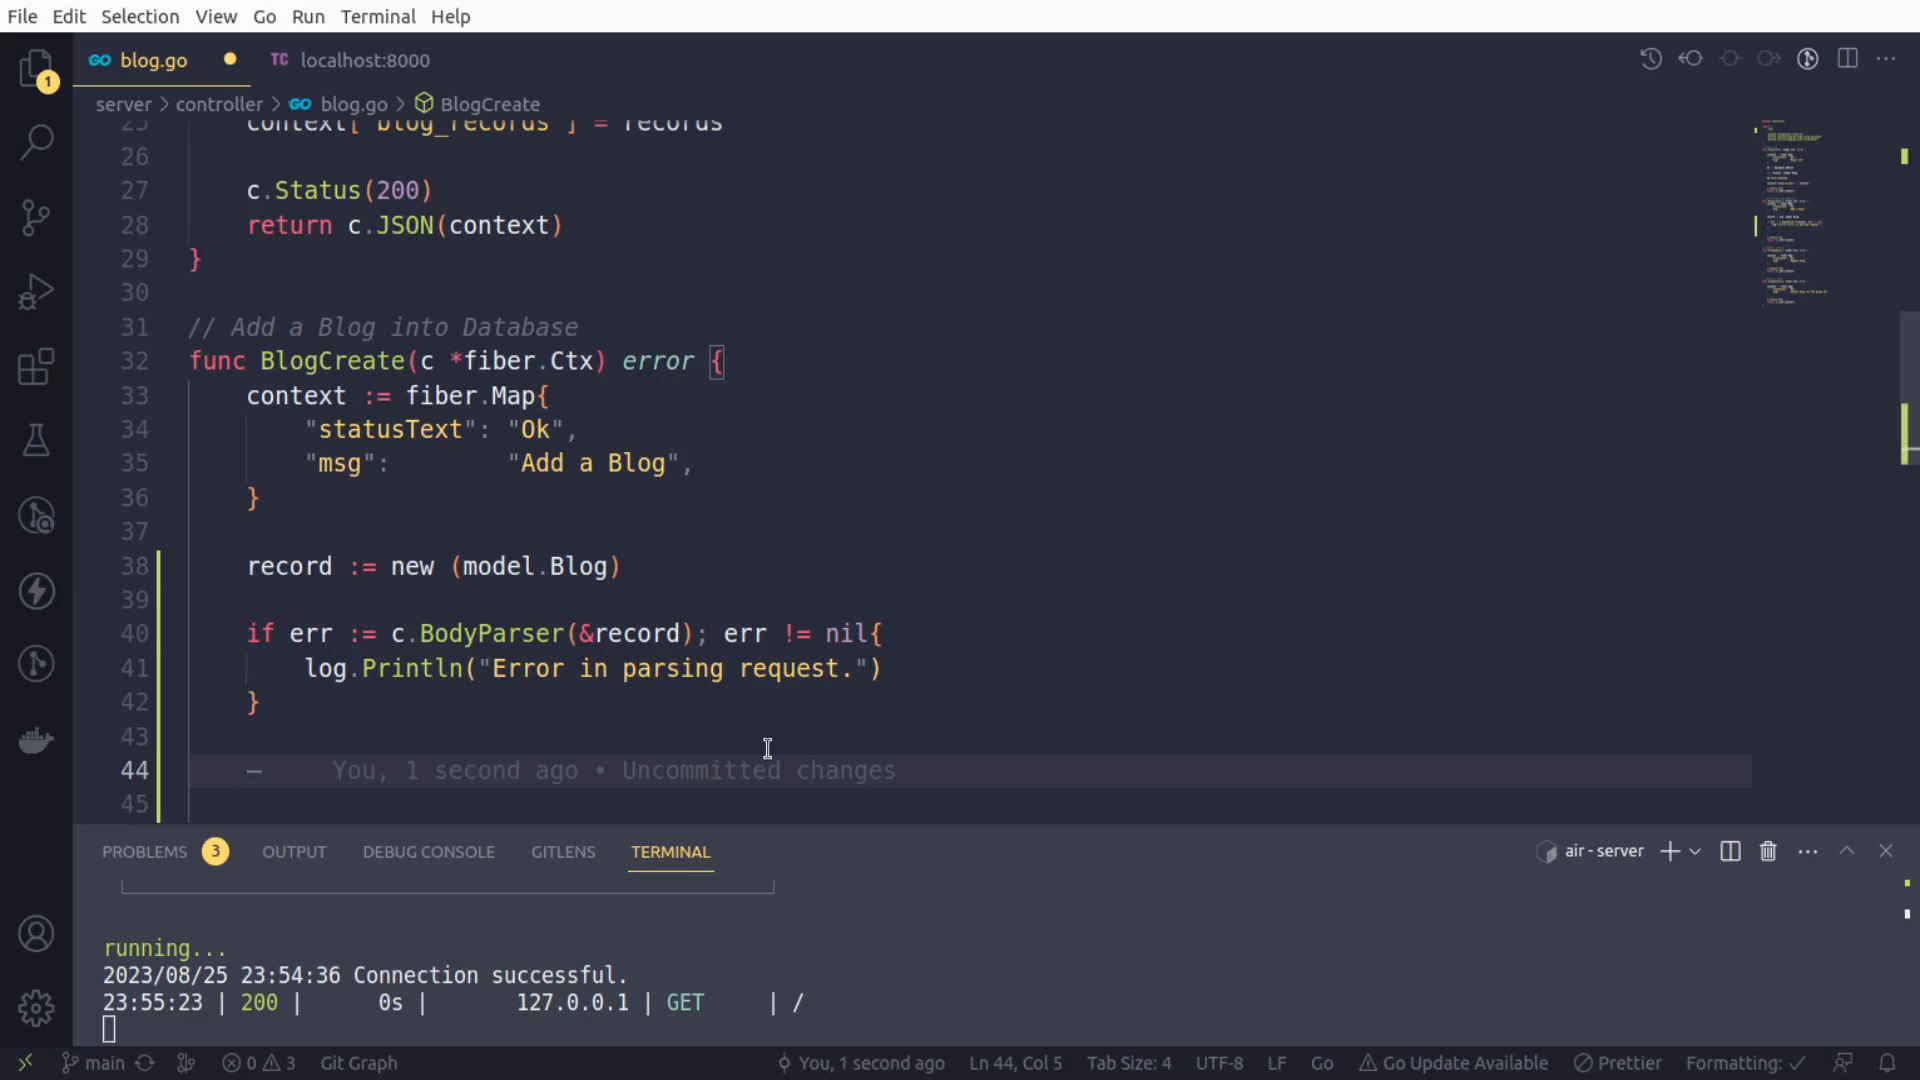 File Edit Selection View Go Run Terminal Help
1
GO blog.go TC localhost:8000
server > controller > GO blog.go > BlogCreate
25 context["blog_records"] = records
26
27 c.Status(200)
28 return c.JSON(context)
29 }
30
31 // Add a Blog into Database
32 func BlogCreate(c *fiber.Ctx) error {
33 context := fiber.Map{
34 "statusText": "Ok",
35 "msg": "Add a Blog",
36 }
37
38 record := new (model.Blog)
39
40 if err := c.BodyParser(&record); err != nil{
41 log.Println("Error in parsing request.")
42 }
43
44 You, 1 second ago • Uncommitted changes
45
PROBLEMS 3 OUTPUT DEBUG CONSOLE GITLENS TERMINAL air - server
running...
2023/08/25 23:54:36 Connection successful.
23:55:23 | 200 | 0s | 127.0.0.1 | GET | /
main 0 3 Git Graph You, 1 second ago Ln 44, Col 5 Tab Size: 4 UTF-8 LF Go Go Update Available Prettier Formatting: ✓